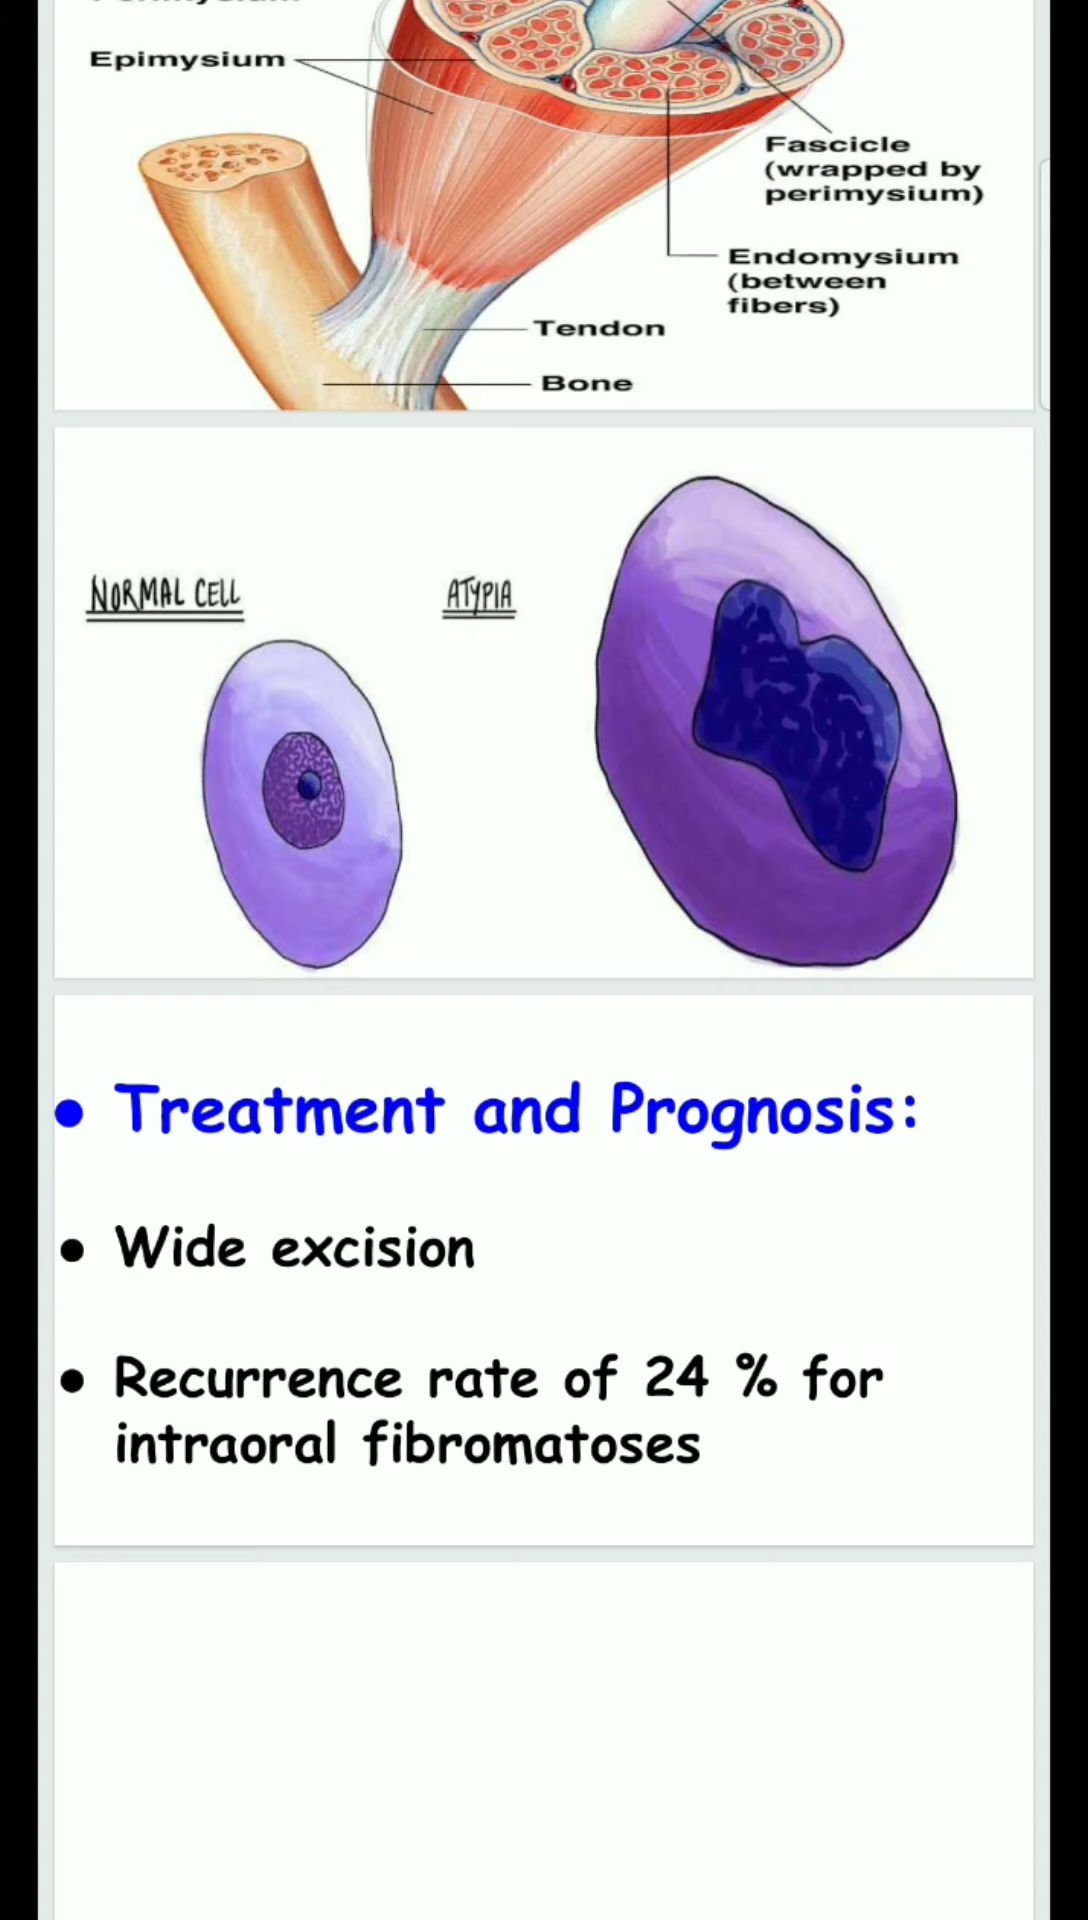 Epimysium
Fascicle
(wrapped by
perimysium)
Endomysium
(between
fibers)
Tendon
Bone
NORMAL CELL
ATYPIA
• Treatment and Prognosis:
• Wide excision
• Recurrence rate of 24 % for
intraoral fibromatoses